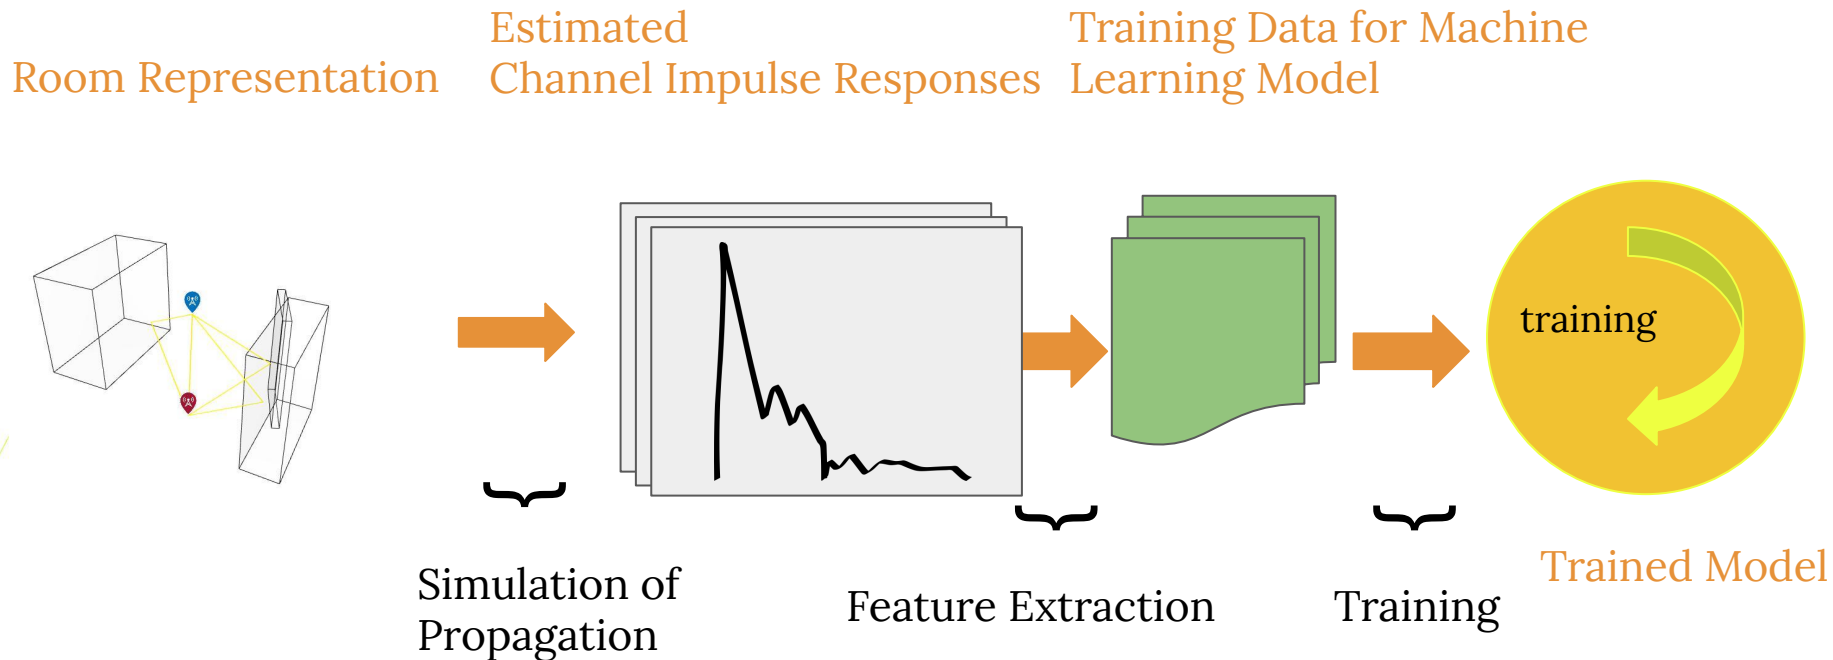 Room Representation
Estimated
Channel Impulse Responses
Training Data for Machine
Learning Model
training
Simulation of
Propagation
Feature Extraction
Training
Trained Model